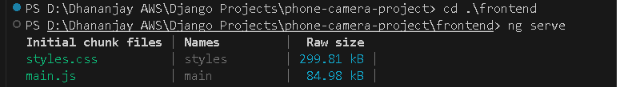 PS D:\Dhananjay AWS\Django Projects\phone-camera-project> cd .\frontend
PS D:\Dhananjay AWS\Django Projects\phone-camera-project\frontend> ng serve
Initial chunk files | Names | Raw size
styles.css | styles | 299.81 kB |
main.js | main | 84.98 kB |